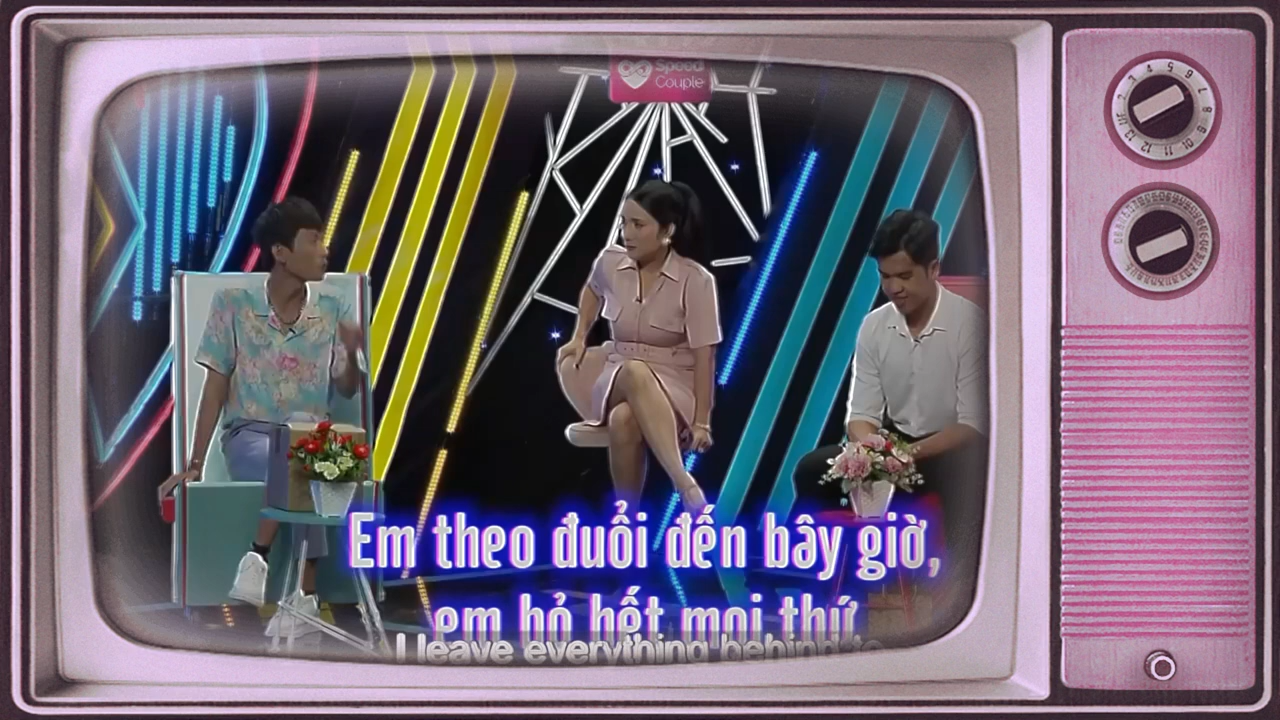 Speed
Couple
Em theo đuổi đến bây giờ,
em bỏ hết mọi thứ
I leave everything behind to